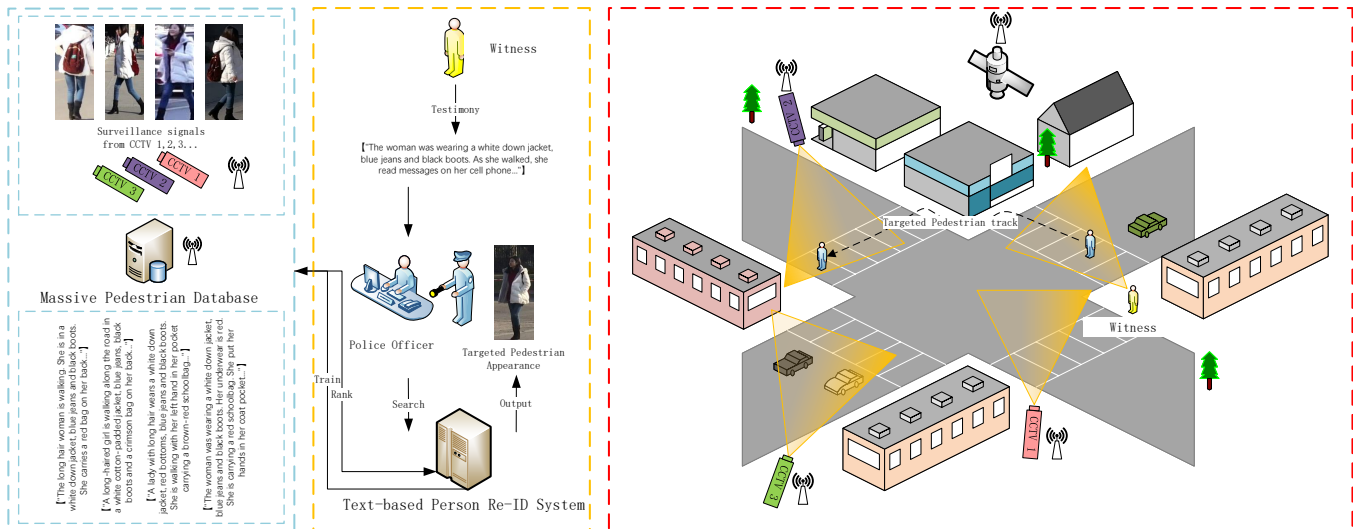 Surveillance signals
from CCTV 1,2,3...
CCTV 1
CCTV 2
CCTV 3
Massive Pedestrian Database
【"The long hair woman is walking. She is in a
white down jacket, blue jeans and black boots.
She carries a red bag on her back..."】
【"A long-haired girl is walking along the road in
a white cotton-padded jacket, blue jeans, black
boots and a crimson bag on her back..."】
【"A lady with long hair wears a white down
jacket, red bottoms, blue jeans and black boots.
She is walking with her left hand in her pocket
carrying a brown-red schoolbag..."】
【"The woman was wearing a white down jacket,
blue jeans and black boots. Her underwear is red.
She is carrying a red schoolbag. She put her
hands in her coat pocket..."】
Witness
Testimony
【"The woman was wearing a white down jacket,
blue jeans and black boots. As she walked, she
read messages on her cell phone..."】
Police Officer
Targeted Pedestrian
Appearance
Train
Rank
Search
Output
Text-based Person Re-ID System
CCTV 2
Targeted Pedestrian track
Witness
CCTV 1
CCTV 3